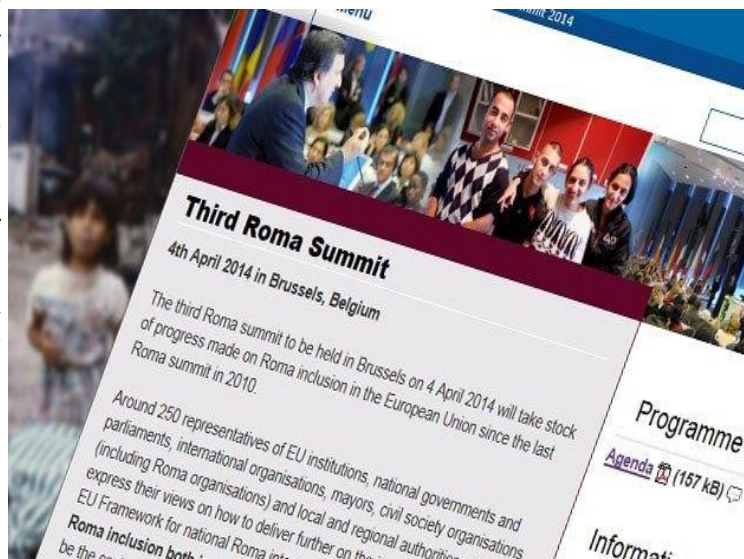 Menu
Summit 2014
Third Roma Summit
4th April 2014 in Brussels, Belgium
The third Roma summit to be held in Brussels on 4 April 2014 will take stock
of progress made on Roma inclusion in the European Union since the last
Roma summit in 2010.
Around 250 representatives of EU institutions, national governments and
parliaments, international organisations, mayors, civil society organisations
(including Roma organisations) and local and regional authorities
express their views on how to deliver further on the
EU Framework for national Roma
Roma inclusion both
be the
Programme
Agenda (157 kB)